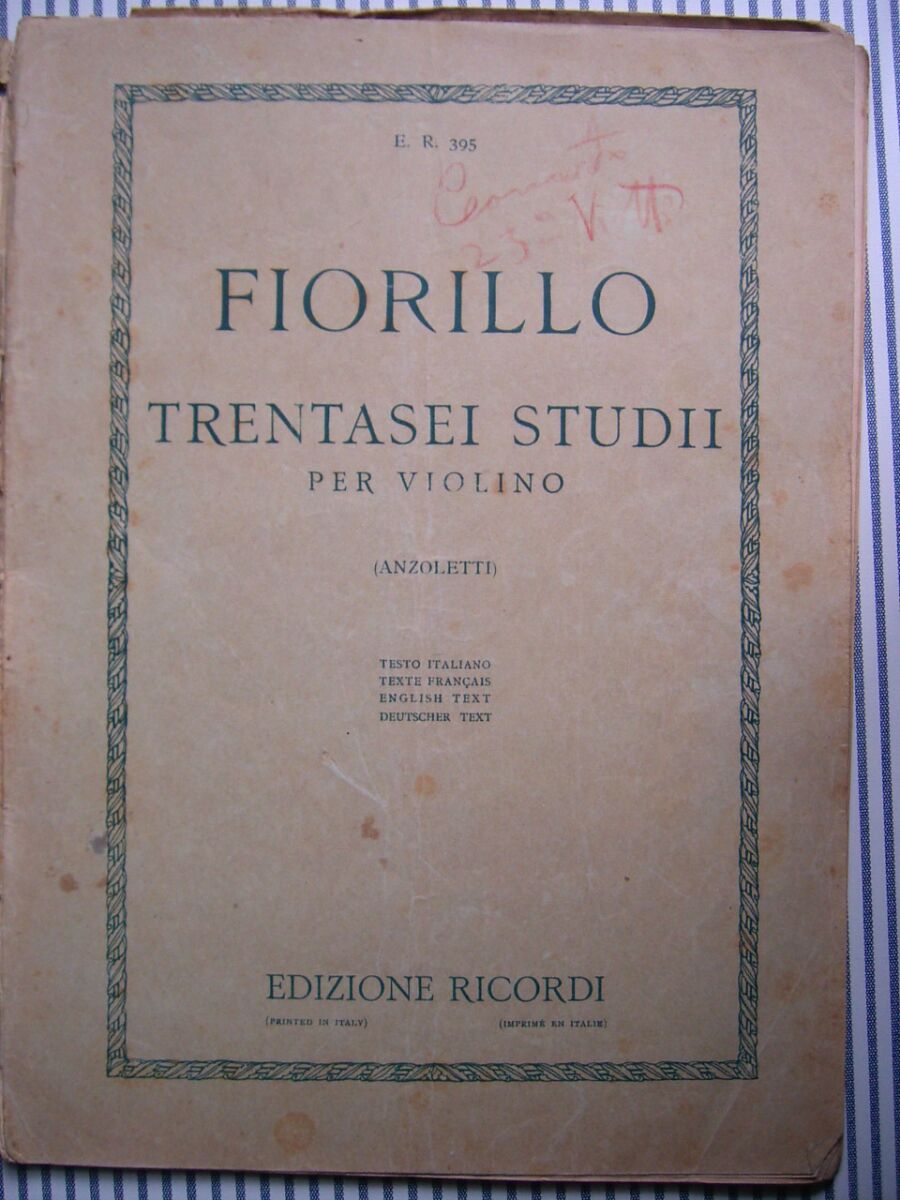 E. R. 395
23º
FIORILLO
TRENTASEI STUDII
PER VIOLINO
(ANZOLETTI)
TESTO ITALIANO
TEXTE FRANÇAIS
ENGLISH TEXT
DEUTSCHER TEXT
EDIZIONE RICORDI
(PRINTED IN ITALY) (IMPRIMÉ EN ITALIE)